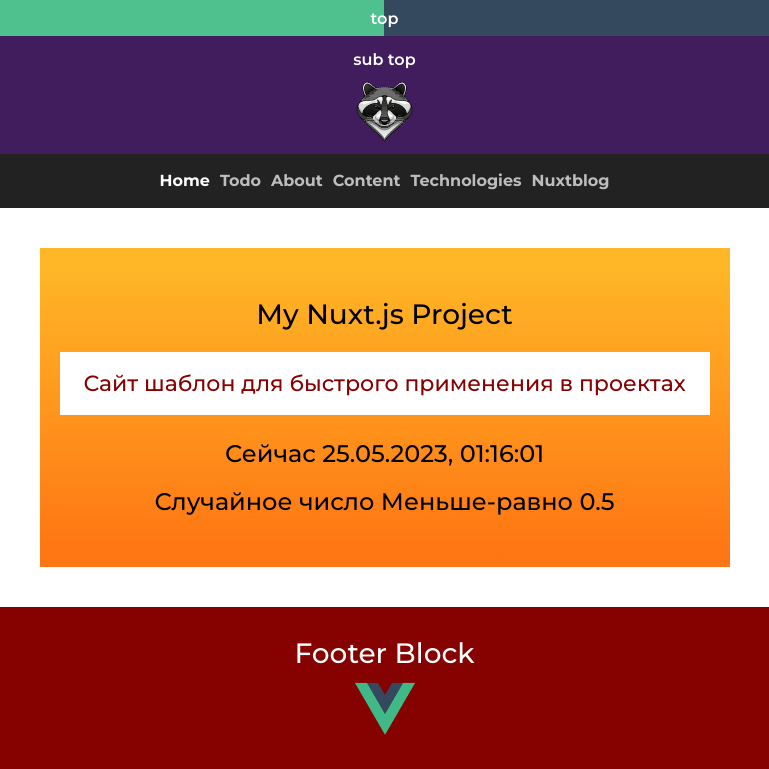 top
sub top
Home Todo About Content Technologies Nuxtblog
My Nuxt.js Project
Сайт шаблон для быстрого применения в проектах
Сейчас 25.05.2023, 01:16:01
Случайное число Меньше-равно 0.5
Footer Block